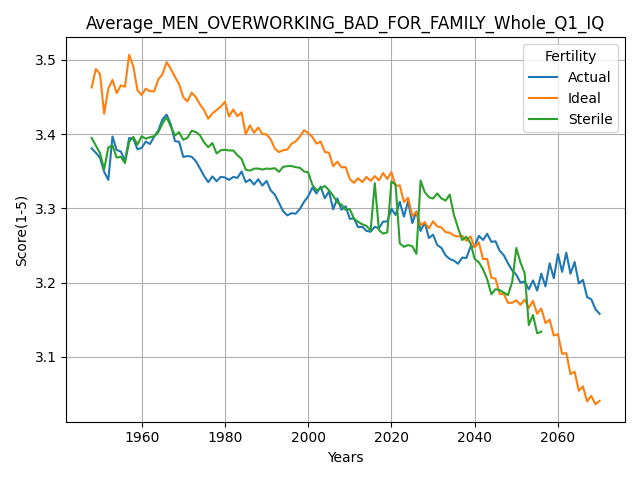 Average_MEN_OVERWORKING_BAD_FOR_FAMILY_Whole_Q1_IQ
Fertility
Actual
Ideal
Sterile
Score(1-5)
3.5
3.4
3.3
3.2
3.1
1960 1980 2000 2020 2040 2060
Years